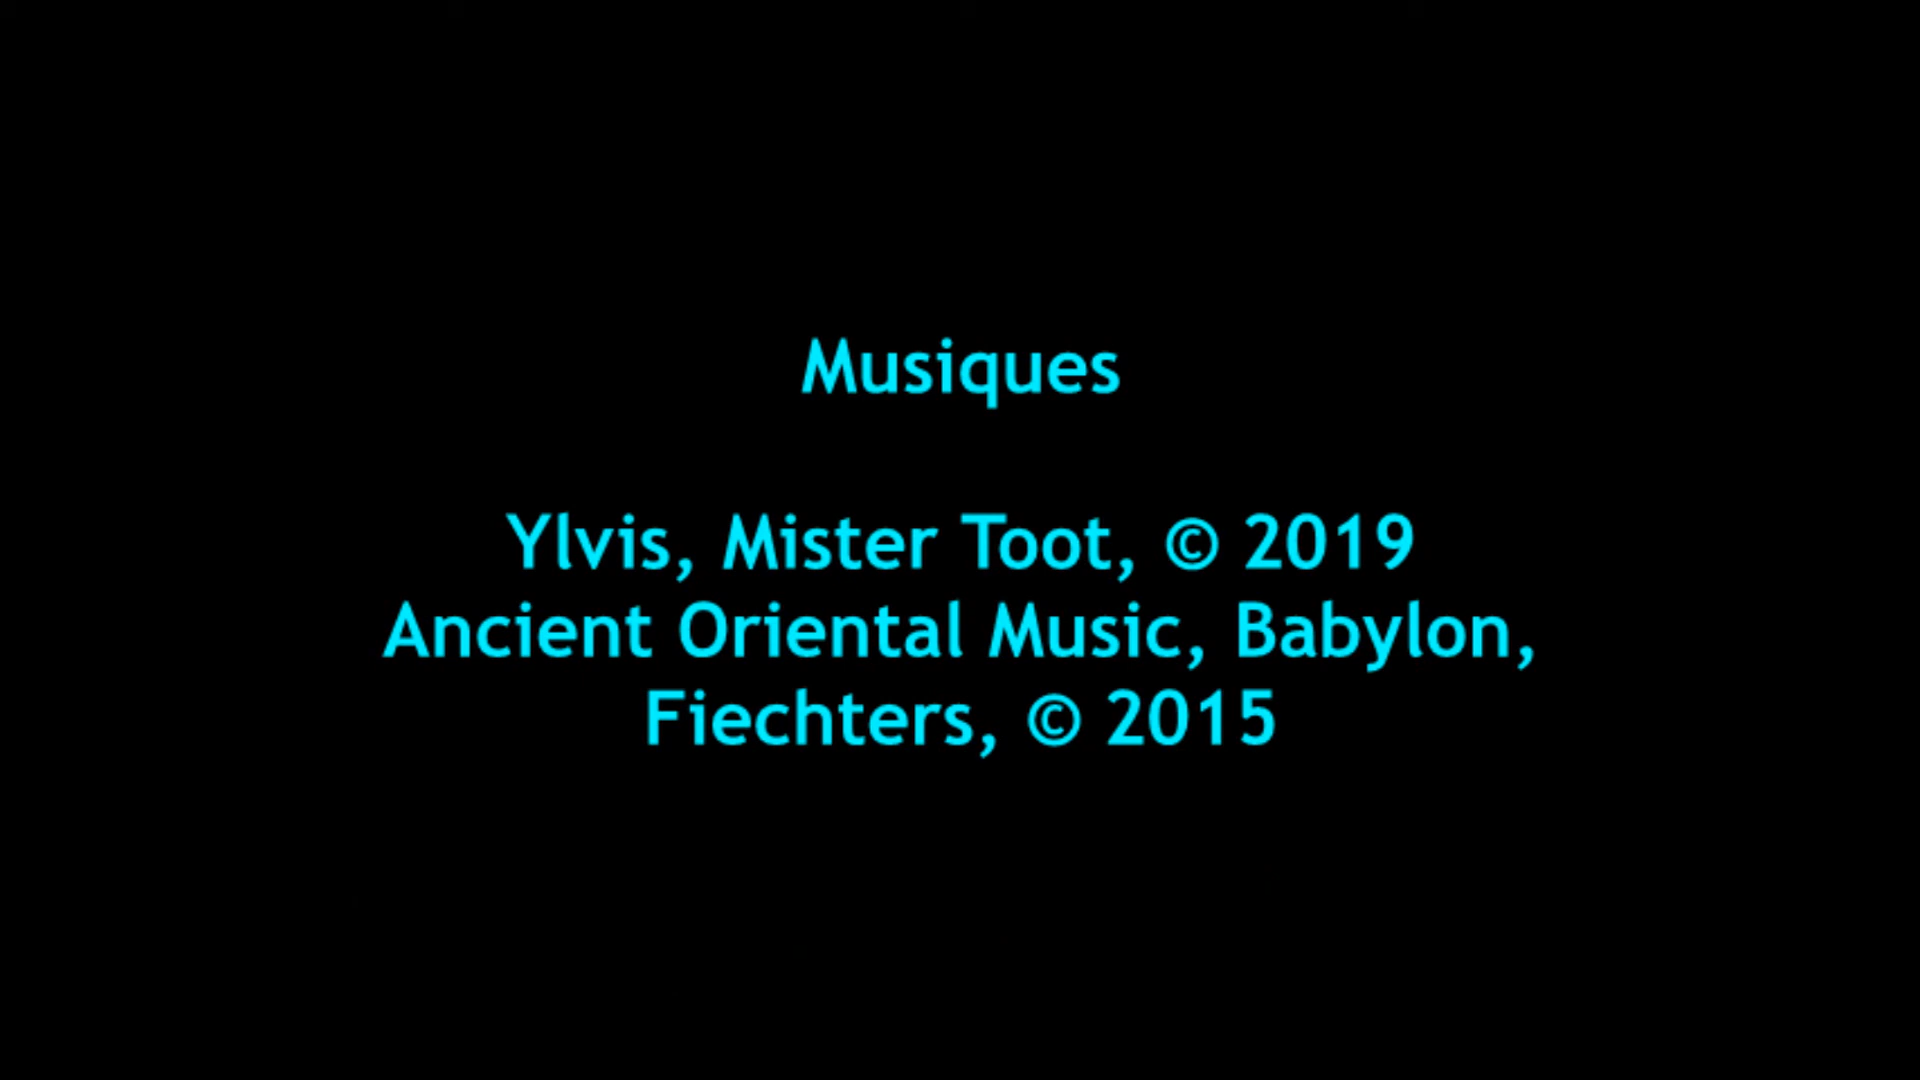 Musiques
Ylvis, Mister Toot, © 2019
Ancient Oriental Music, Babylon,
Fiechters, © 2015